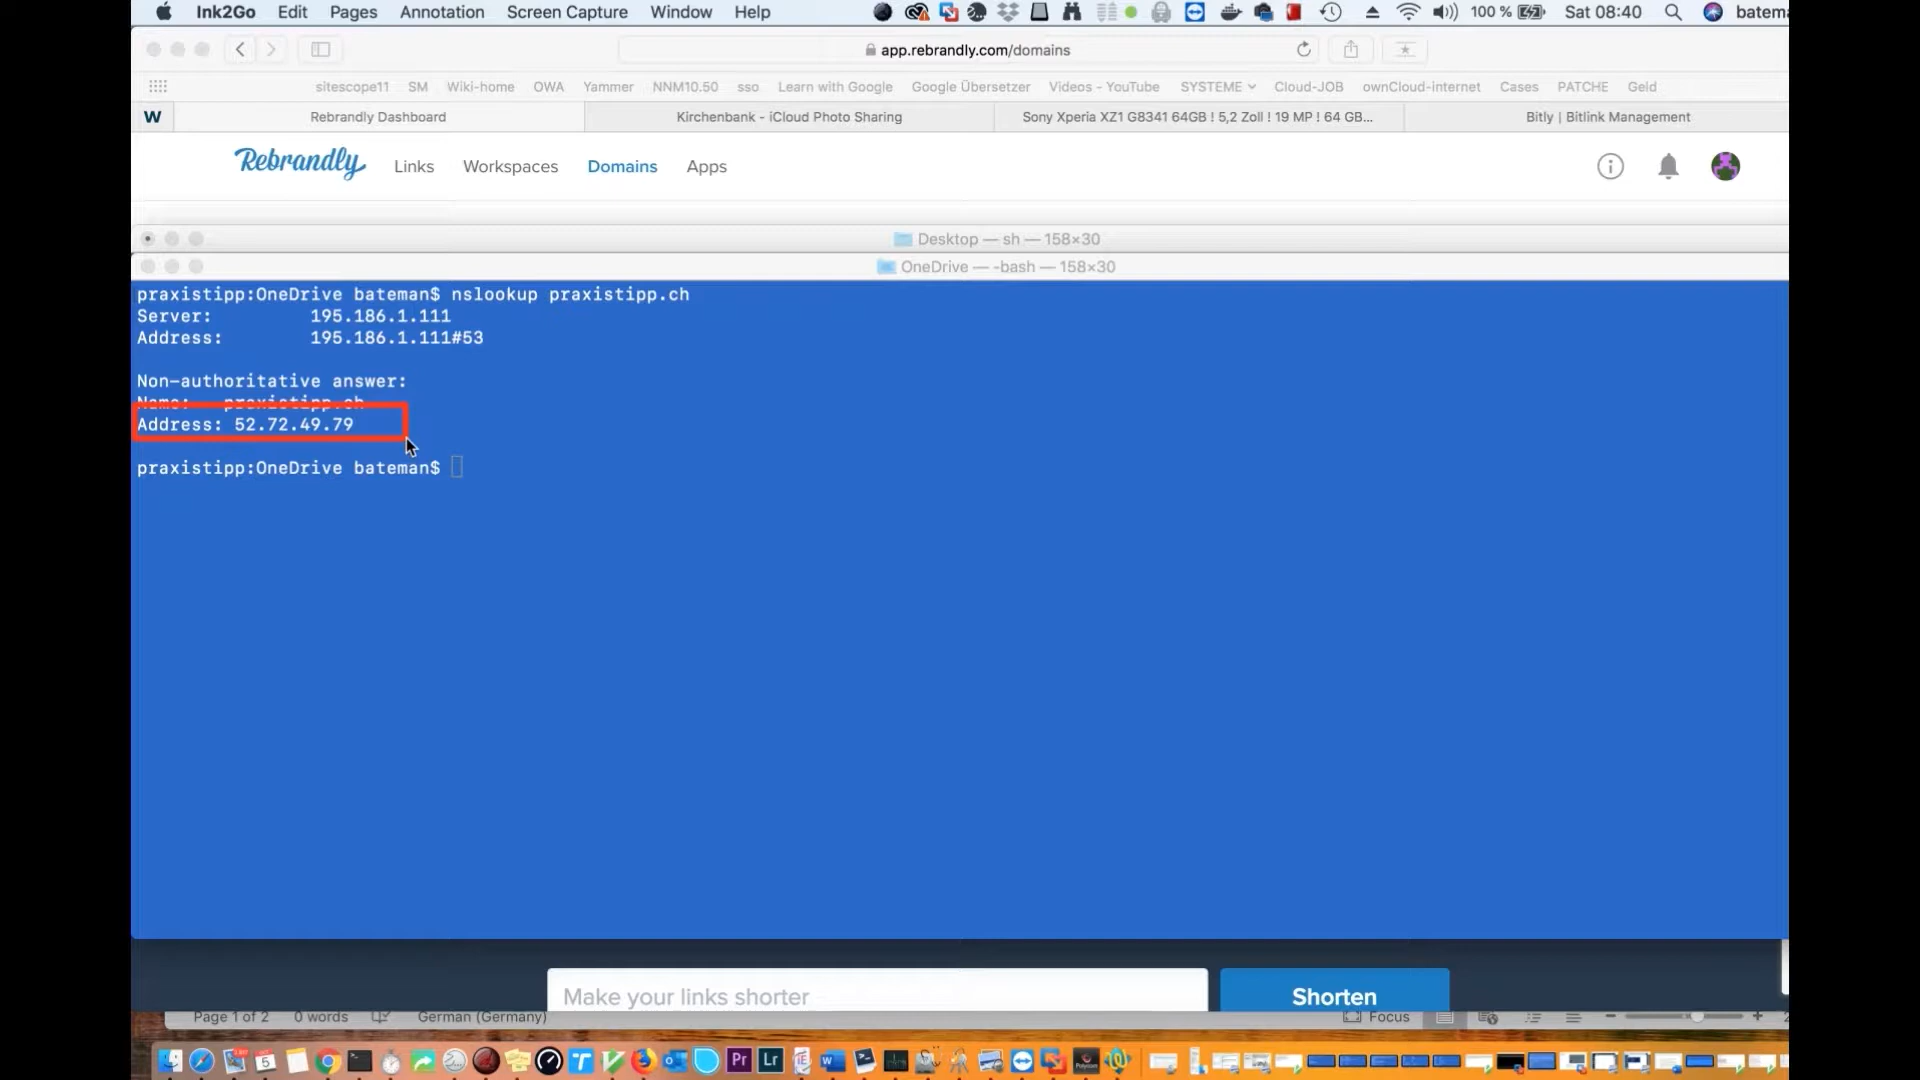 Ink2Go Edit Pages Annotation Screen Capture Window Help 100 % Sat 08:40
app.rebrandly.com/domains
sitescope11 SM Wiki-home OWA Yammer NNM10.50 sso Learn with Google Google Übersetzer Videos - YouTube SYSTEME Cloud-JOB ownCloud-internet Cases PATCHE Geld
W Rebrandly Dashboard Kirchenbank - iCloud Photo Sharing Sony Xperia XZ1 G8341 64GB ! 5,2 Zoll ! 19 MP ! 64 GB... Bitly | Bitlink Management
Rebrandly Links Workspaces Domains Apps
Desktop — sh — 158×30
OneDrive — -bash — 158×30
praxistipp:OneDrive bateman$ nslookup praxistipp.ch
Server: 195.186.1.111
Address: 195.186.1.111#53
Non-authoritative answer:
Name: praxistipp.ch
Address: 52.72.49.79
praxistipp:OneDrive bateman$
Make your links shorter Shorten
Page 1 of 2 0 words German (Germany) Focus
5 Pr Lr